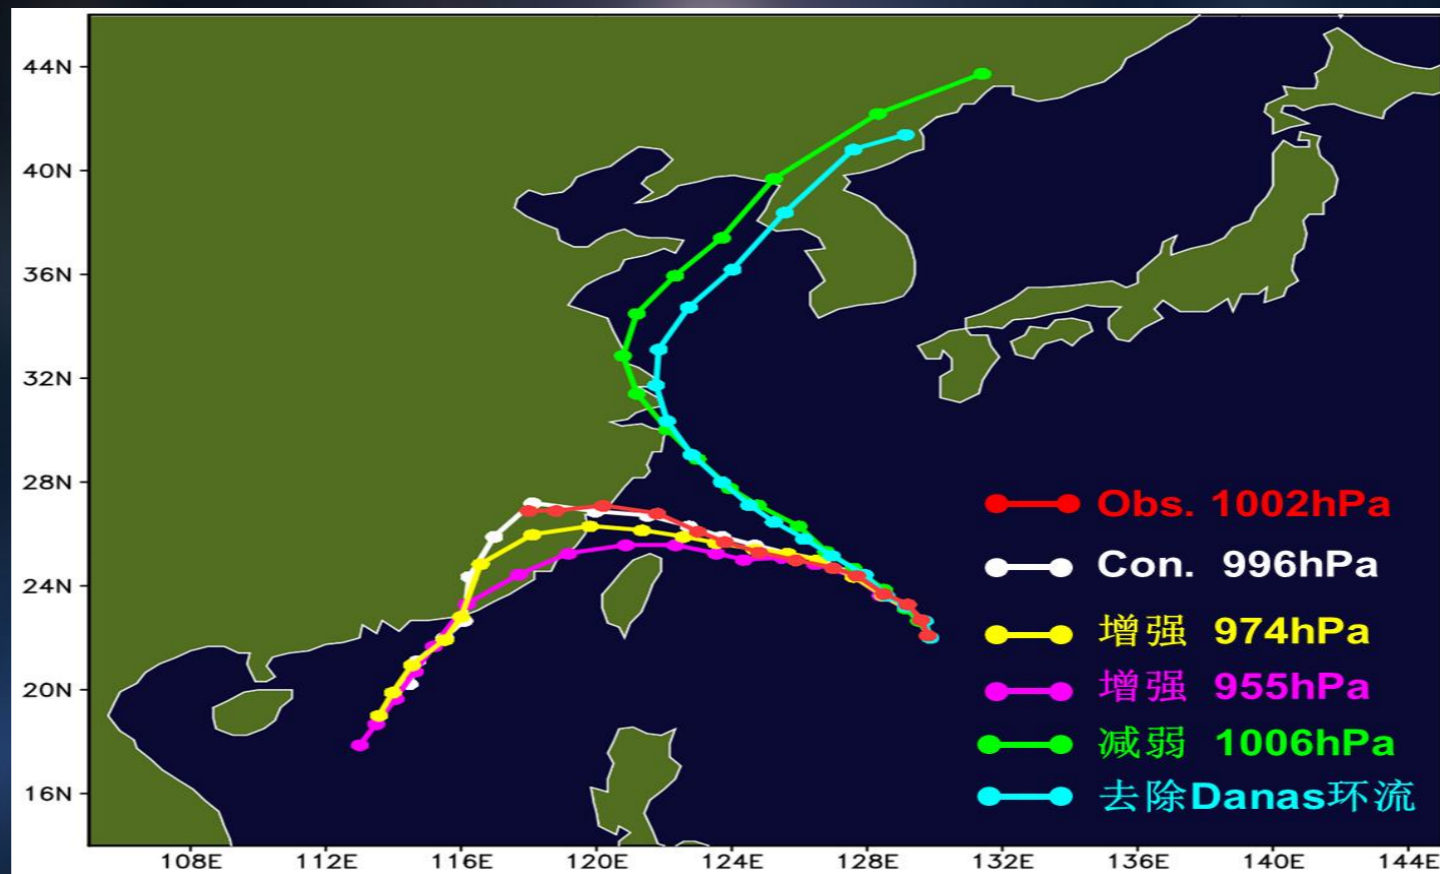 44N
40N
36N
32N
28N
24N
20N
16N
Obs. 1002hPa
Con. 996hPa
增强 974hPa
增强 955hPa
减弱 1006hPa
去除Danas环流
108E 112E 116E 120E 124E 128E 132E 136E 140E 144E